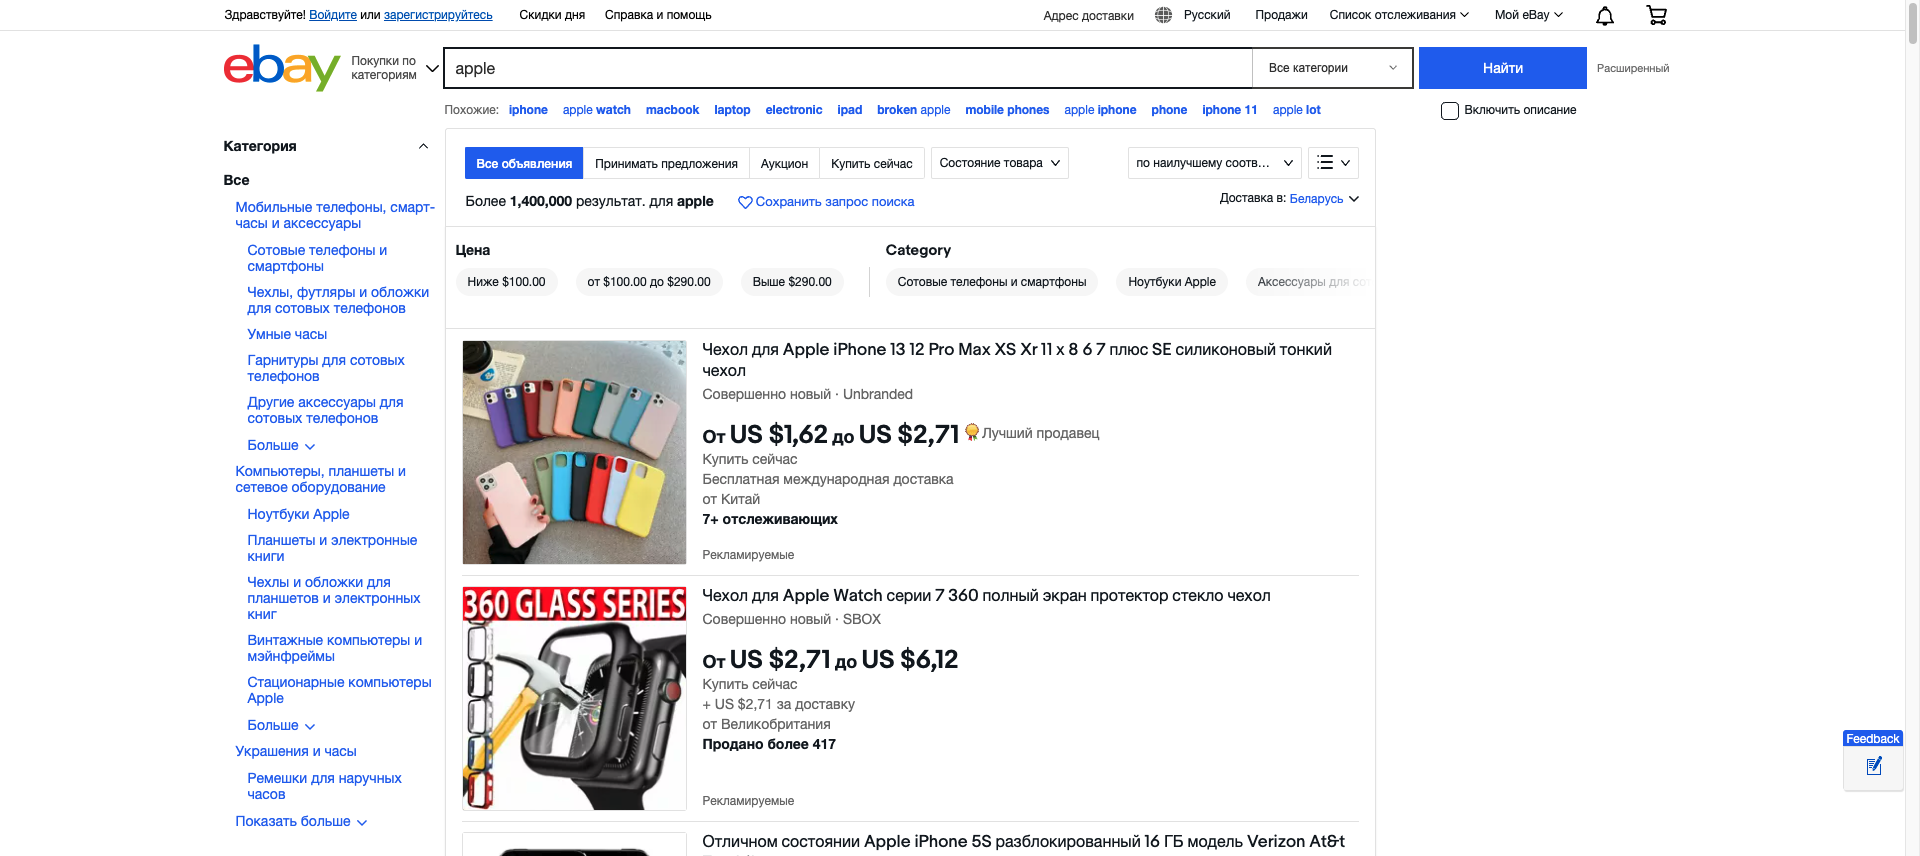 Здравствуйте! Войдите или зарегистрируйтесь Скидки дня Справка и помощь Адрес доставки Русский Продажи Список отслеживания Мой eBay
ebay Покупки по категориям apple Все категории Найти Расширенный
Похожие: iphone apple watch macbook laptop electronic ipad broken apple mobile phones apple iphone phone iphone 11 apple lot Включить описание
Категория
Все
Мобильные телефоны, смарт-
часы и аксессуары
Сотовые телефоны и
смартфоны
Чехлы, футляры и обложки
для сотовых телефонов
Умные часы
Гарнитуры для сотовых
телефонов
Другие аксессуары для
сотовых телефонов
Больше
Компьютеры, планшеты и
сетевое оборудование
Ноутбуки Apple
Планшеты и электронные
книги
Чехлы и обложки для
планшетов и электронных
книг
Винтажные компьютеры и
мэйнфреймы
Стационарные компьютеры
Apple
Больше
Украшения и часы
Ремешки для наручных
часов
Показать больше
Все объявления Принимать предложения Аукцион Купить сейчас Состояние товара по наилучшему соотв...
Более 1,400,000 результат. для apple Сохранить запрос поиска Доставка в: Беларусь
Цена Category
Ниже $100.00 от $100.00 до $290.00 Выше $290.00 Сотовые телефоны и смартфоны Ноутбуки Apple Аксессуары для сот
Чехол для Apple iPhone 13 12 Pro Max XS Xr 11 x 8 6 7 плюс SE силиконовый тонкий
чехол
Совершенно новый · Unbranded
От US $1,62 до US $2,71 Лучший продавец
Купить сейчас
Бесплатная международная доставка
от Китай
7+ отслеживающих
Рекламируемые
360 GLASS SERIES
Чехол для Apple Watch серии 7 360 полный экран протектор стекло чехол
Совершенно новый · SBOX
От US $2,71 до US $6,12
Купить сейчас
+ US $2,71 за доставку
от Великобритания
Продано более 417
Рекламируемые
Отличном состоянии Apple iPhone 5S разблокированный 16 ГБ модель Verizon At&t
Feedback